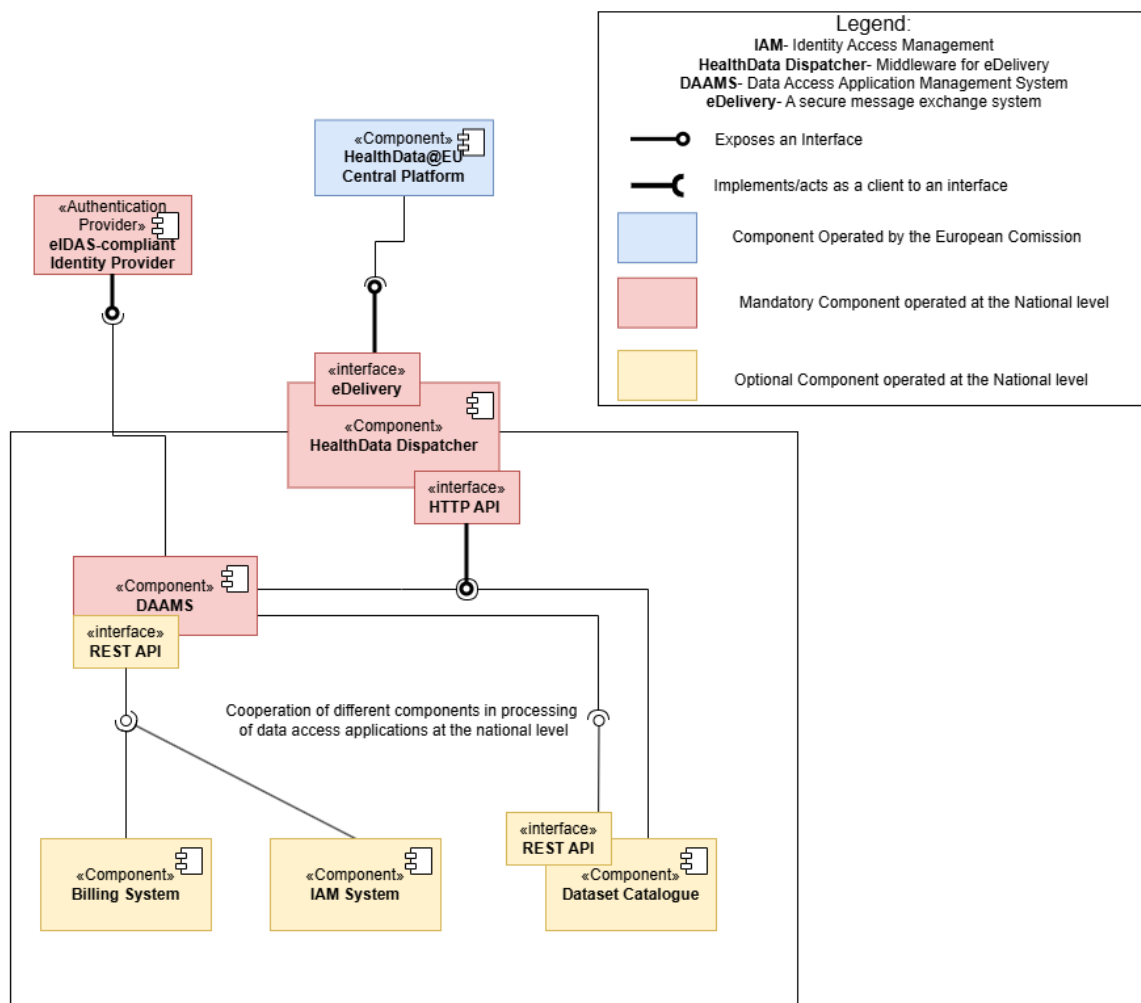 Legend:
IAM- Identity Access Management
HealthData Dispatcher- Middleware for eDelivery
DAAMS- Data Access Application Management System
eDelivery- A secure message exchange system
Exposes an Interface
Implements/acts as a client to an interface
Component Operated by the European Comission
Mandatory Component operated at the National level
Optional Component operated at the National level
«Component»
HealthData@EU
Central Platform
«Authentication
Provider»
eIDAS-compliant
Identity Provider
«interface»
eDelivery
«Component»
HealthData Dispatcher
«interface»
HTTP API
«Component»
DAAMS
«interface»
REST API
Cooperation of different components in processing
of data access applications at the national level
«interface»
REST API
«Component»
Billing System
«Component»
IAM System
«Component»
Dataset Catalogue